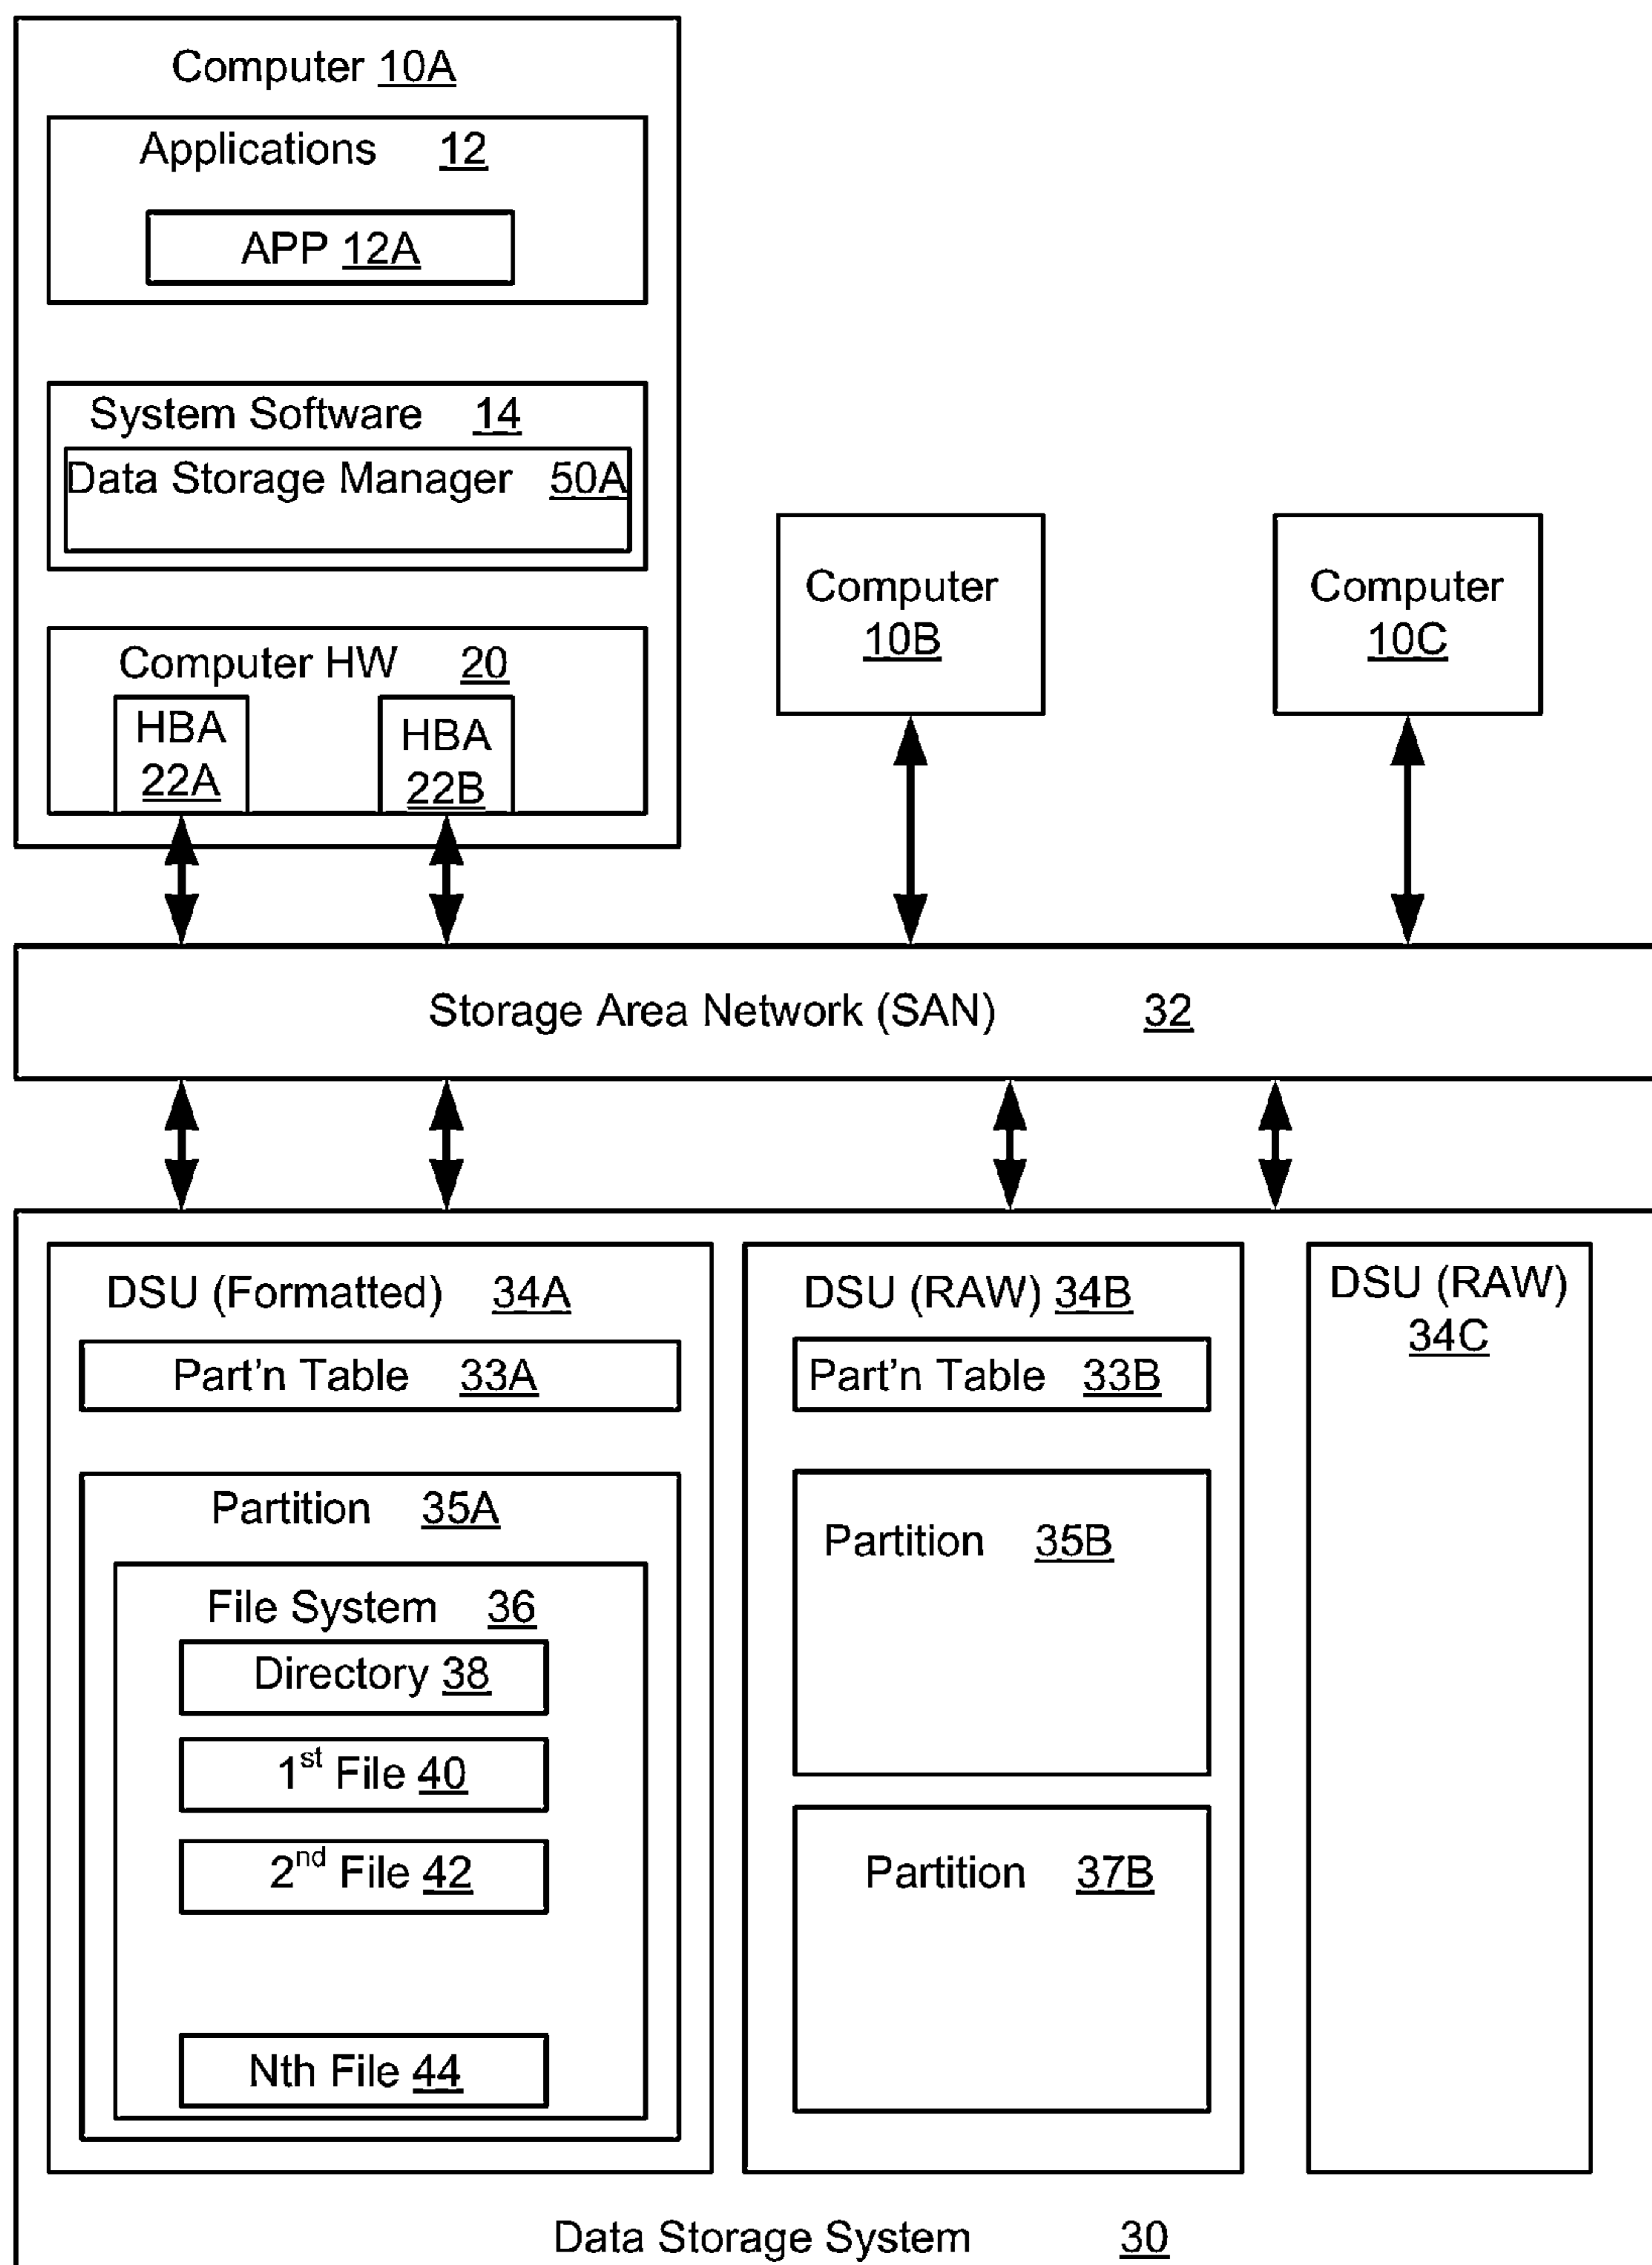 Computer 10A
Applications 12
APP 12A
System Software 14
Data Storage Manager 50A
Computer HW 20
HBA
22A
HBA
22B
Computer
10B
Computer
10C
Storage Area Network (SAN) 32
DSU (Formatted) 34A
Part'n Table 33A
Partition 35A
File System 36
Directory 38
1st File 40
2nd File 42
Nth File 44
DSU (RAW) 34B
Part'n Table 33B
Partition 35B
Partition 37B
DSU (RAW)
34C
Data Storage System 30